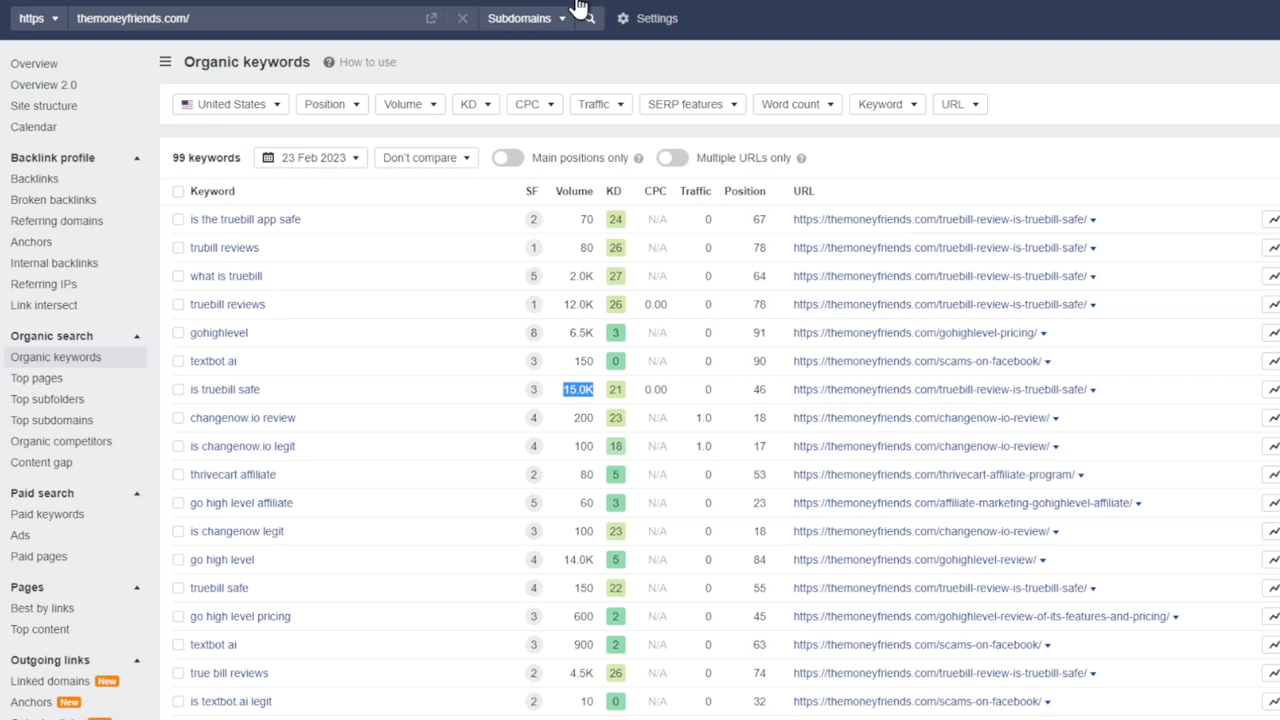 https themoneyfriends.com/ Subdomains Settings
Overview
Overview 2.0
Site structure
Calendar
Backlink profile
Backlinks
Broken backlinks
Referring domains
Anchors
Internal backlinks
Referring IPs
Link intersect
Organic search
Organic keywords
Top pages
Top subfolders
Top subdomains
Organic competitors
Content gap
Paid search
Paid keywords
Ads
Paid pages
Pages
Best by links
Top content
Outgoing links
Linked domains New
Anchors New
Organic keywords ? How to use
United States Position Volume KD CPC Traffic SERP features Word count Keyword URL
99 keywords 23 Feb 2023 Don't compare Main positions only ? Multiple URLs only ?
Keyword SF Volume KD CPC Traffic Position URL
is the truebill app safe 2 70 24 N/A 0 67 https://themoneyfriends.com/truebill-review-is-truebill-safe/
trubill reviews 1 80 26 N/A 0 78 https://themoneyfriends.com/truebill-review-is-truebill-safe/
what is truebill 5 2.0K 27 N/A 0 64 https://themoneyfriends.com/truebill-review-is-truebill-safe/
truebill reviews 1 12.0K 26 0.00 0 78 https://themoneyfriends.com/truebill-review-is-truebill-safe/
gohighlevel 8 6.5K 3 N/A 0 91 https://themoneyfriends.com/gohighlevel-pricing/
textbot.ai 3 150 0 N/A 0 90 https://themoneyfriends.com/scams-on-facebook/
is truebill safe 3 15.0K 21 0.00 0 46 https://themoneyfriends.com/truebill-review-is-truebill-safe/
changenow.io review 4 200 23 N/A 1.0 18 https://themoneyfriends.com/changenow-io-review/
is changenow.io legit 4 100 18 N/A 1.0 17 https://themoneyfriends.com/changenow-io-review/
thrivecart affiliate 2 80 5 N/A 0 53 https://themoneyfriends.com/thrivecart-affiliate-program/
go high level affiliate 5 60 3 N/A 0 23 https://themoneyfriends.com/affiliate-marketing-gohighlevel-affiliate/
is changenow legit 3 100 23 N/A 0 18 https://themoneyfriends.com/changenow-io-review/
go high level 4 14.0K 5 N/A 0 84 https://themoneyfriends.com/gohighlevel-review/
truebill safe 4 150 22 N/A 0 55 https://themoneyfriends.com/truebill-review-is-truebill-safe/
go high level pricing 3 600 2 N/A 0 45 https://themoneyfriends.com/gohighlevel-review-of-its-features-and-pricing/
textbot ai 3 900 2 N/A 0 63 https://themoneyfriends.com/scams-on-facebook/
true bill reviews 2 4.5K 26 N/A 0 74 https://themoneyfriends.com/truebill-review-is-truebill-safe/
is textbot.ai legit 2 10 0 N/A 0 32 https://themoneyfriends.com/scams-on-facebook/